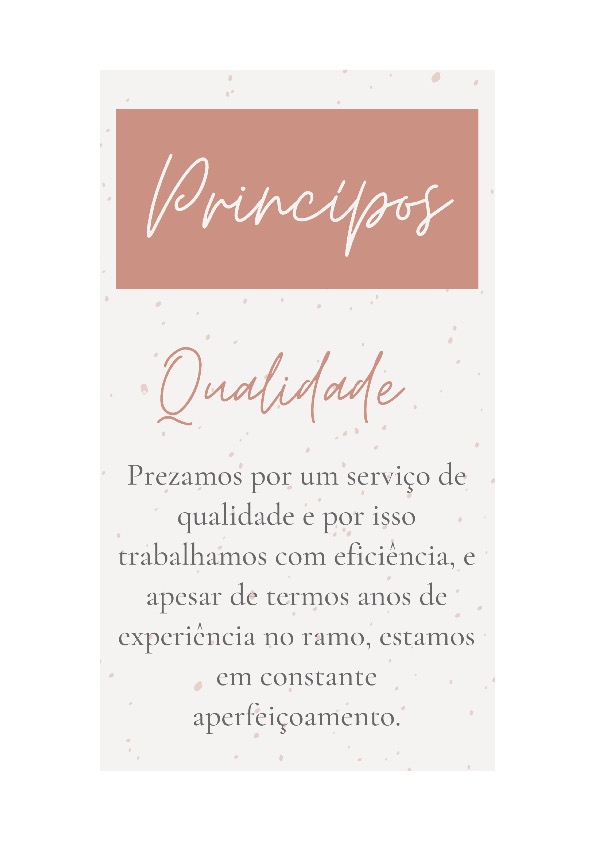 Princípos
Qualidade
Prezamos por um serviço de
qualidade e por isso
trabalhamos com eficiência, e
apesar de termos anos de
experiência no ramo, estamos
em constante
aperfeiçoamento.